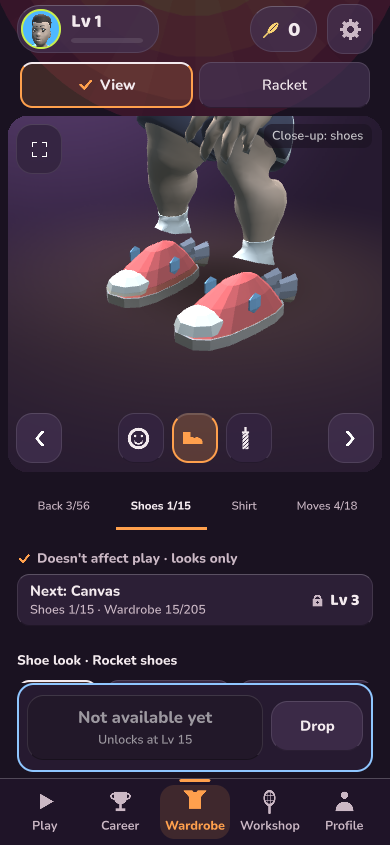 Lv 1
0
View
Racket
Close-up: shoes
Back 3/56
Shoes 1/15
Shirt
Moves 4/18
Doesn't affect play · looks only
Next: Canvas
Shoes 1/15 · Wardrobe 15/205
Lv 3
Shoe look · Rocket shoes
Not available yet
Unlocks at Lv 15
Drop
Play
Career
Wardrobe
Workshop
Profile